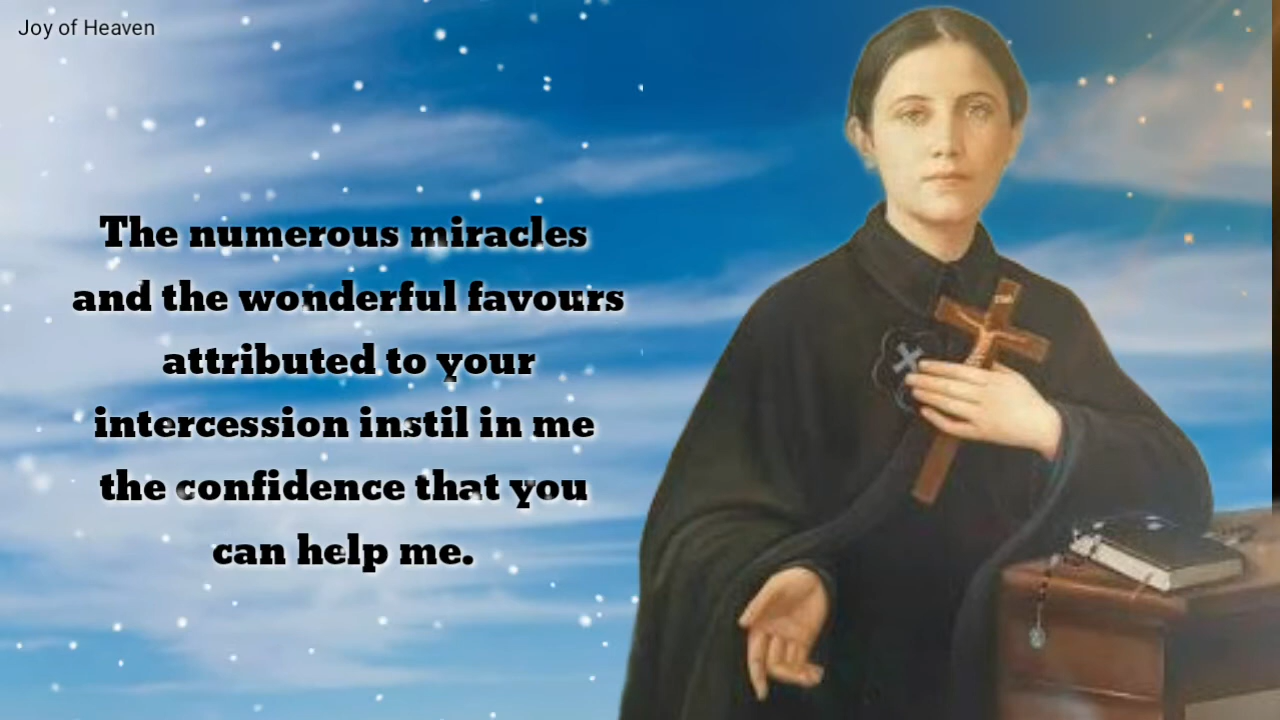 Joy of Heaven
The numerous miracles
and the wonderful favours
attributed to your
intercession instil in me
the confidence that you
can help me.